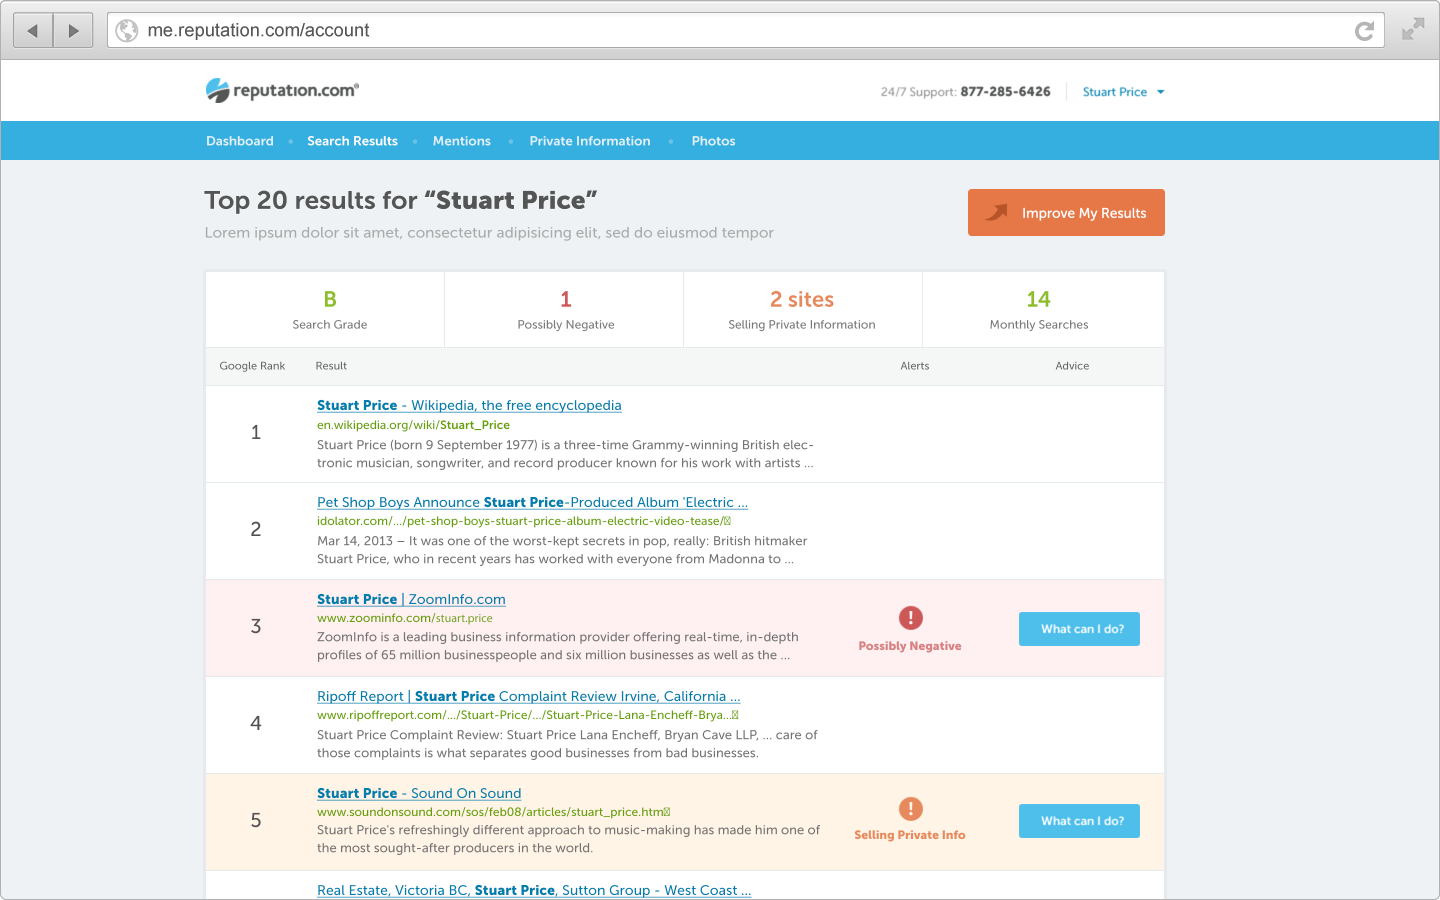 me.reputation.com/account
reputation.com®
24/7 Support: 877-285-6426
Stuart Price
Dashboard • Search Results • Mentions • Private Information • Photos
Top 20 results for “Stuart Price”
Lorem ipsum dolor sit amet, consectetur adipisicing elit, sed do eiusmod tempor
Improve My Results
B
Search Grade
1
Possibly Negative
2 sites
Selling Private Information
14
Monthly Searches
Google Rank Result Alerts Advice
1
Stuart Price - Wikipedia, the free encyclopedia
en.wikipedia.org/wiki/Stuart_Price
Stuart Price (born 9 September 1977) is a three-time Grammy-winning British elec-
tronic musician, songwriter, and record producer known for his work with artists ...
2
Pet Shop Boys Announce Stuart Price-Produced Album 'Electric ...
idolator.com/.../pet-shop-boys-stuart-price-album-electric-video-tease/
Mar 14, 2013 – It was one of the worst-kept secrets in pop, really: British hitmaker
Stuart Price, who in recent years has worked with everyone from Madonna to ...
3
Stuart Price | ZoomInfo.com
www.zoominfo.com/stuart.price
ZoomInfo is a leading business information provider offering real-time, in-depth
profiles of 65 million businesspeople and six million businesses as well as the ...
!
Possibly Negative
What can I do?
4
Ripoff Report | Stuart Price Complaint Review Irvine, California ...
www.ripoffreport.com/.../Stuart-Price/.../Stuart-Price-Lana-Encheff-Brya...
Stuart Price Complaint Review: Stuart Price Lana Encheff, Bryan Cave LLP, ... care of
those complaints is what separates good businesses from bad businesses.
5
Stuart Price - Sound On Sound
www.soundonsound.com/sos/feb08/articles/stuart_price.htm
Stuart Price's refreshingly different approach to music-making has made him one of
the most sought-after producers in the world.
!
Selling Private Info
What can I do?
Real Estate, Victoria BC, Stuart Price, Sutton Group - West Coast ...